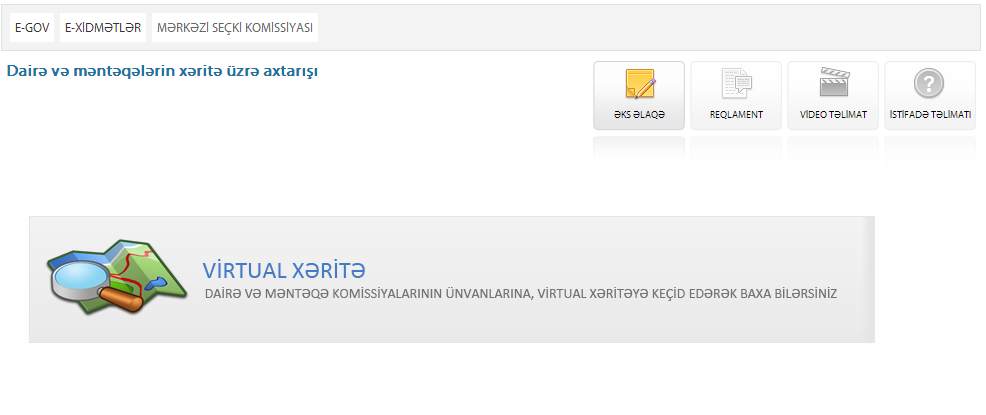 E-GOV E-XİDMƏTLƏR MƏRKƏZİ SEÇKİ KOMİSSİYASI
Dairə və məntəqələrin xəritə üzrə axtarışı
ƏKS ƏLAQƏ REQLAMENT VİDEO TƏLİMAT İSTİFADƏ TƏLİMATI
VİRTUAL XƏRİTƏ
DAİRƏ VƏ MƏNTƏQƏ KOMİSSİYALARININ ÜNVANLARINA, VİRTUAL XƏRİTƏYƏ KEÇİD EDƏRƏK BAXA BİLƏRSİNİZ